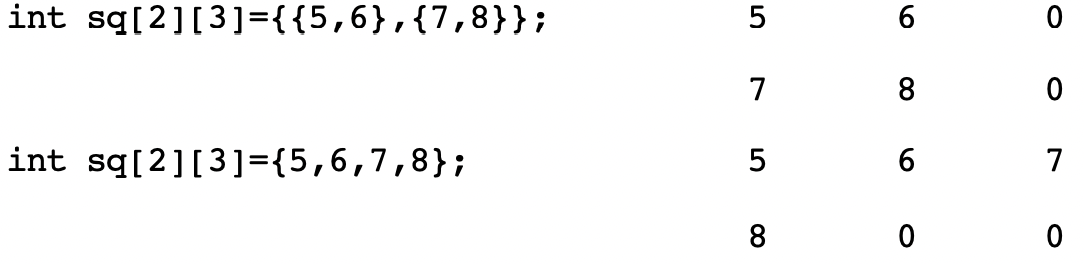 int sq[2][3]={{5,6},{7,8}}; 5 6 0
7 8 0
int sq[2][3]={5,6,7,8}; 5 6 7
8 0 0